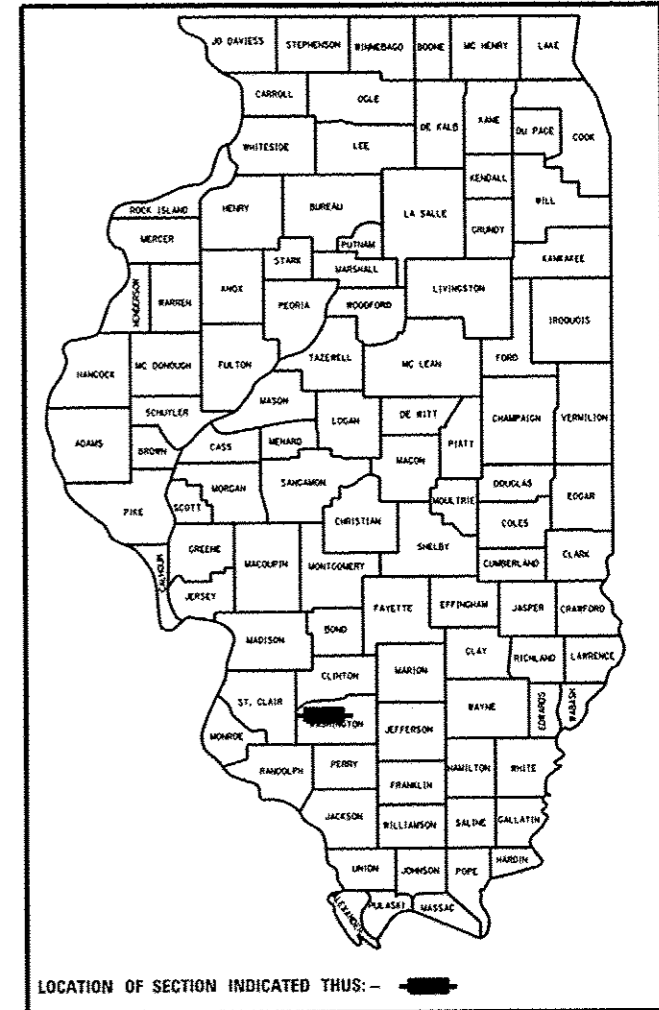 JO DAVIESS STEPHENSON WINNEBAGO BOONE MC HENRY LAKE
CARROLL OGLE DE KALB KANE DU PAGE COOK
WHITESIDE LEE KENDALL WILL
ROCK ISLAND HENRY BUREAU LA SALLE GRUNDY
MERCER PUTNAM KANKAKEE
STARK MARSHALL
HENDERSON WARREN KNOX PEORIA WOODFORD LIVINGSTON IROQUOIS
HANCOCK MC DONOUGH FULTON TAZEWELL MC LEAN FORD
SCHUYLER MASON LOGAN DE WITT CHAMPAIGN VERMILION
ADAMS BROWN CASS MENARD MACON PIATT
PIKE SCOTT MORGAN SANGAMON MOULTRIE DOUGLAS EDGAR
CHRISTIAN COLES
CALHOUN GREENE MACOUPIN MONTGOMERY SHELBY CUMBERLAND CLARK
JERSEY FAYETTE EFFINGHAM JASPER CRAWFORD
MADISON BOND CLAY RICHLAND LAWRENCE
CLINTON MARION
ST. CLAIR WASHINGTON WAYNE EDWARDS WABASH
MONROE JEFFERSON
RANDOLPH PERRY HAMILTON WHITE
FRANKLIN
JACKSON WILLIAMSON SALINE GALLATIN
UNION JOHNSON POPE HARDIN
ALEXANDER PULASKI MASSAC
LOCATION OF SECTION INDICATED THUS: -